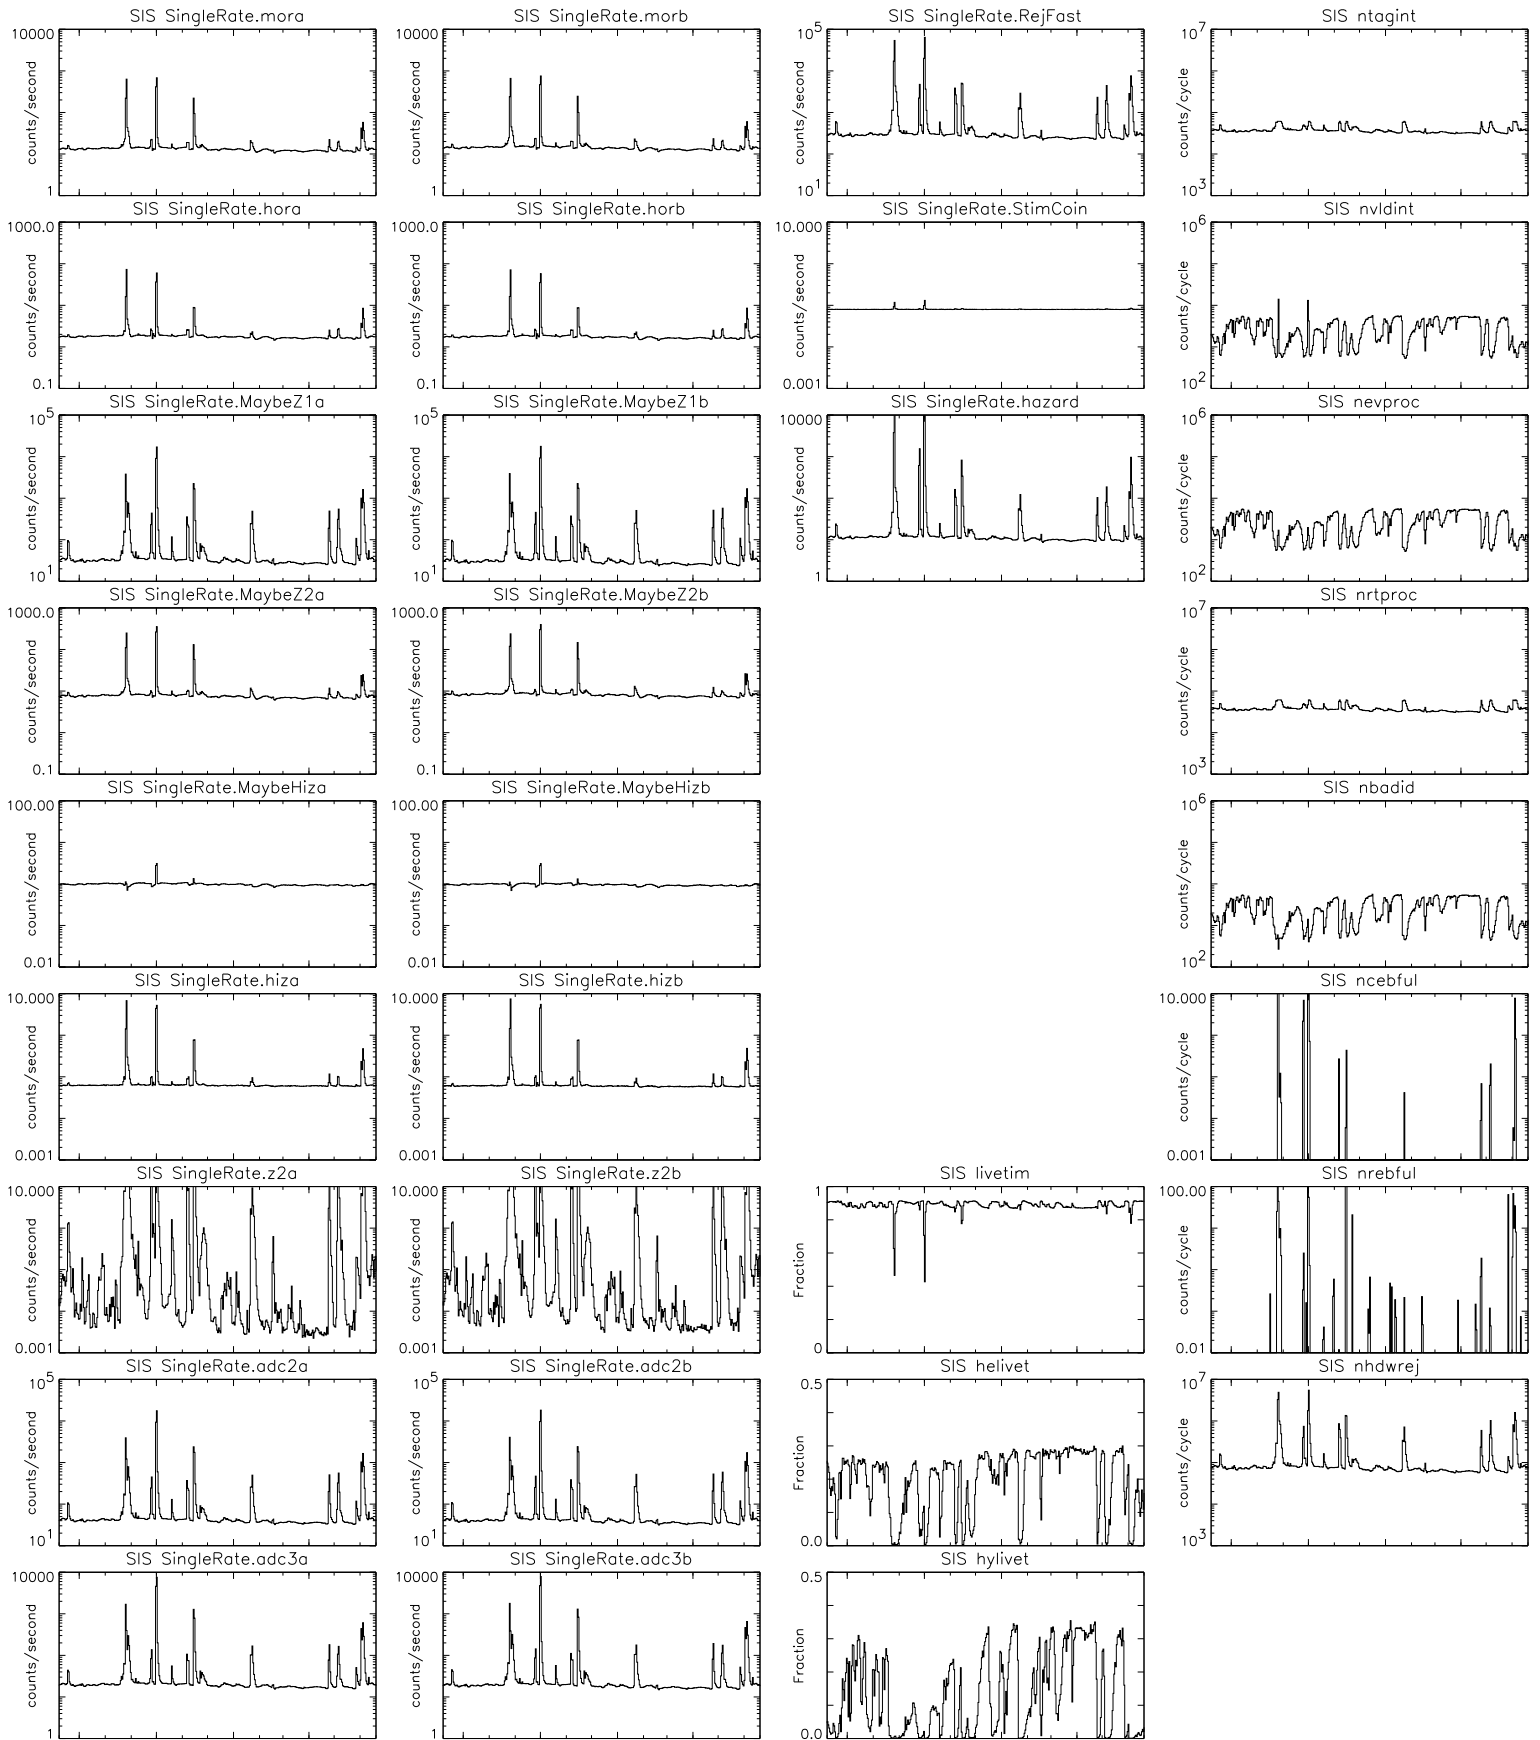 SIS SingleRate.mora
10000
counts/second
1
SIS SingleRate.morb
10000
counts/second
1
SIS SingleRate.RejFast
10^5
counts/second
10^1
SIS ntagint
10^7
counts/cycle
10^3
SIS SingleRate.hora
1000.0
counts/second
0.1
SIS SingleRate.horb
1000.0
counts/second
0.1
SIS SingleRate.StimCoin
10.000
counts/second
0.001
SIS nvldint
10^6
counts/cycle
10^2
SIS SingleRate.MaybeZ1a
10^5
counts/second
10^1
SIS SingleRate.MaybeZ1b
10^5
counts/second
10^1
SIS SingleRate.hazard
10000
counts/second
1
SIS nevproc
10^6
counts/cycle
10^2
SIS SingleRate.MaybeZ2a
1000.0
counts/second
0.1
SIS SingleRate.MaybeZ2b
1000.0
counts/second
0.1
SIS nrtproc
10^7
counts/cycle
10^3
SIS SingleRate.MaybeHiza
100.00
counts/second
0.01
SIS SingleRate.MaybeHizb
100.00
counts/second
0.01
SIS nbadid
10^6
counts/cycle
10^2
SIS SingleRate.hiza
10.000
counts/second
0.001
SIS SingleRate.hizb
10.000
counts/second
0.001
SIS ncebful
10.000
counts/cycle
0.001
SIS SingleRate.z2a
10.000
counts/second
0.001
SIS SingleRate.z2b
10.000
counts/second
0.001
SIS livetim
1
Fraction
0
SIS nrebful
100.00
counts/cycle
0.01
SIS SingleRate.adc2a
10^5
counts/second
10^1
SIS SingleRate.adc2b
10^5
counts/second
10^1
SIS helivet
0.5
Fraction
0.0
SIS nhdwrej
10^7
counts/cycle
10^3
SIS SingleRate.adc3a
10000
counts/second
1
SIS SingleRate.adc3b
10000
counts/second
1
SIS hylivet
0.5
Fraction
0.0